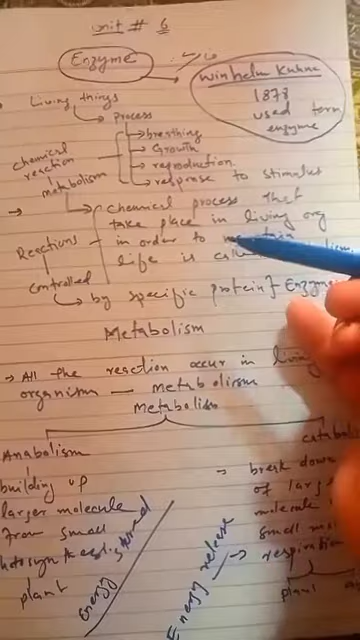 Unit # 6
Enzyme
Winhelm Kuhne
1878
used term
enzyme
Living things
Process
breathing
Growth
reproduction
response to stimulus
chemical
reaction
metabolism
chemical process that
take place in living org
in order to
life is
Reactions
controlled
by specific protein } Enzyme
Metabolism
→ All the reaction occur in living
organism — metabolism
Metabolism
Anabolism
building up
larger molecule
from small
plant
Energy stored
Energy release
→ break down
of large
molecule
small
respiration
plant